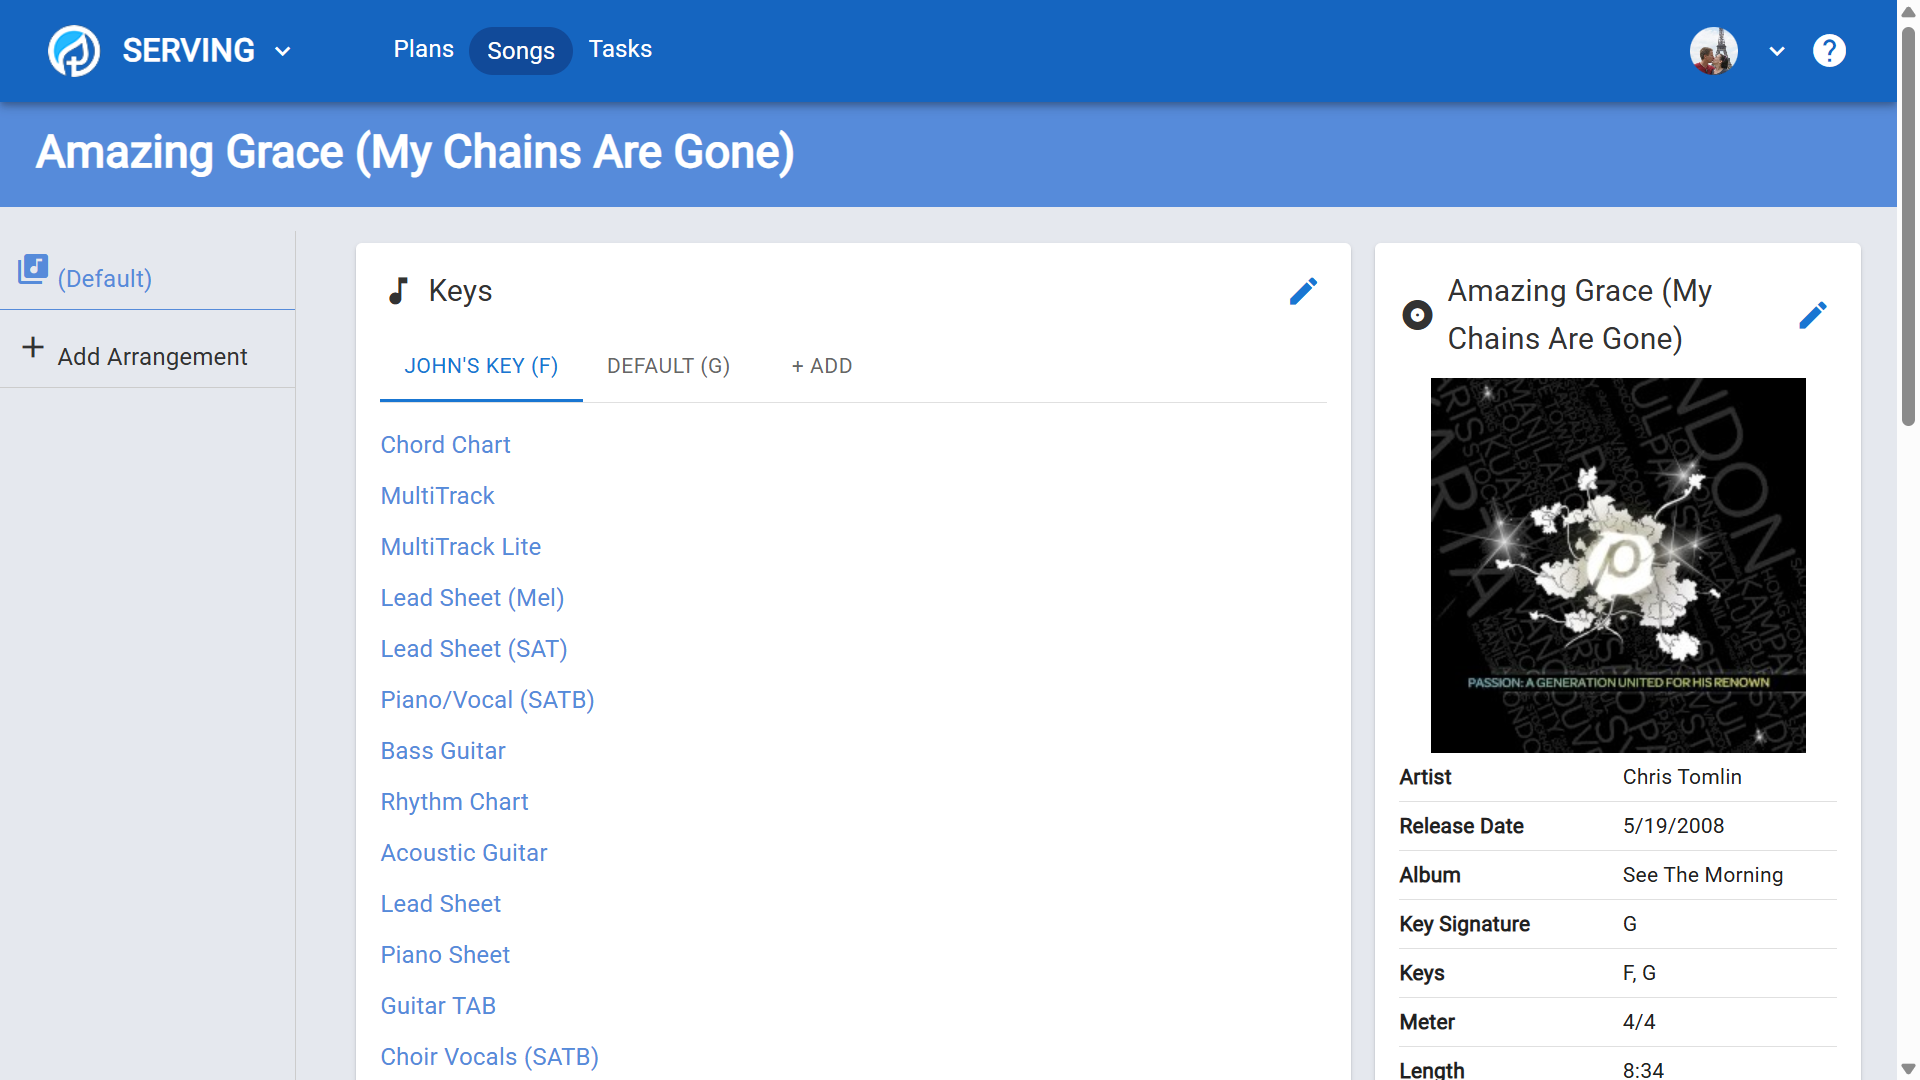 SERVING
Plans
Songs
Tasks
Amazing Grace (My Chains Are Gone)
(Default)
Add Arrangement
Keys
JOHN'S KEY (F)
DEFAULT (G)
+ ADD
Chord Chart
MultiTrack
MultiTrack Lite
Lead Sheet (Mel)
Lead Sheet (SAT)
Piano/Vocal (SATB)
Bass Guitar
Rhythm Chart
Acoustic Guitar
Lead Sheet
Piano Sheet
Guitar TAB
Choir Vocals (SATB)
Amazing Grace (My
Chains Are Gone)
PASSION: A GENERATION UNITED FOR HIS RENOWN
Artist Chris Tomlin
Release Date 5/19/2008
Album See The Morning
Key Signature G
Keys F, G
Meter 4/4
Length 8:34